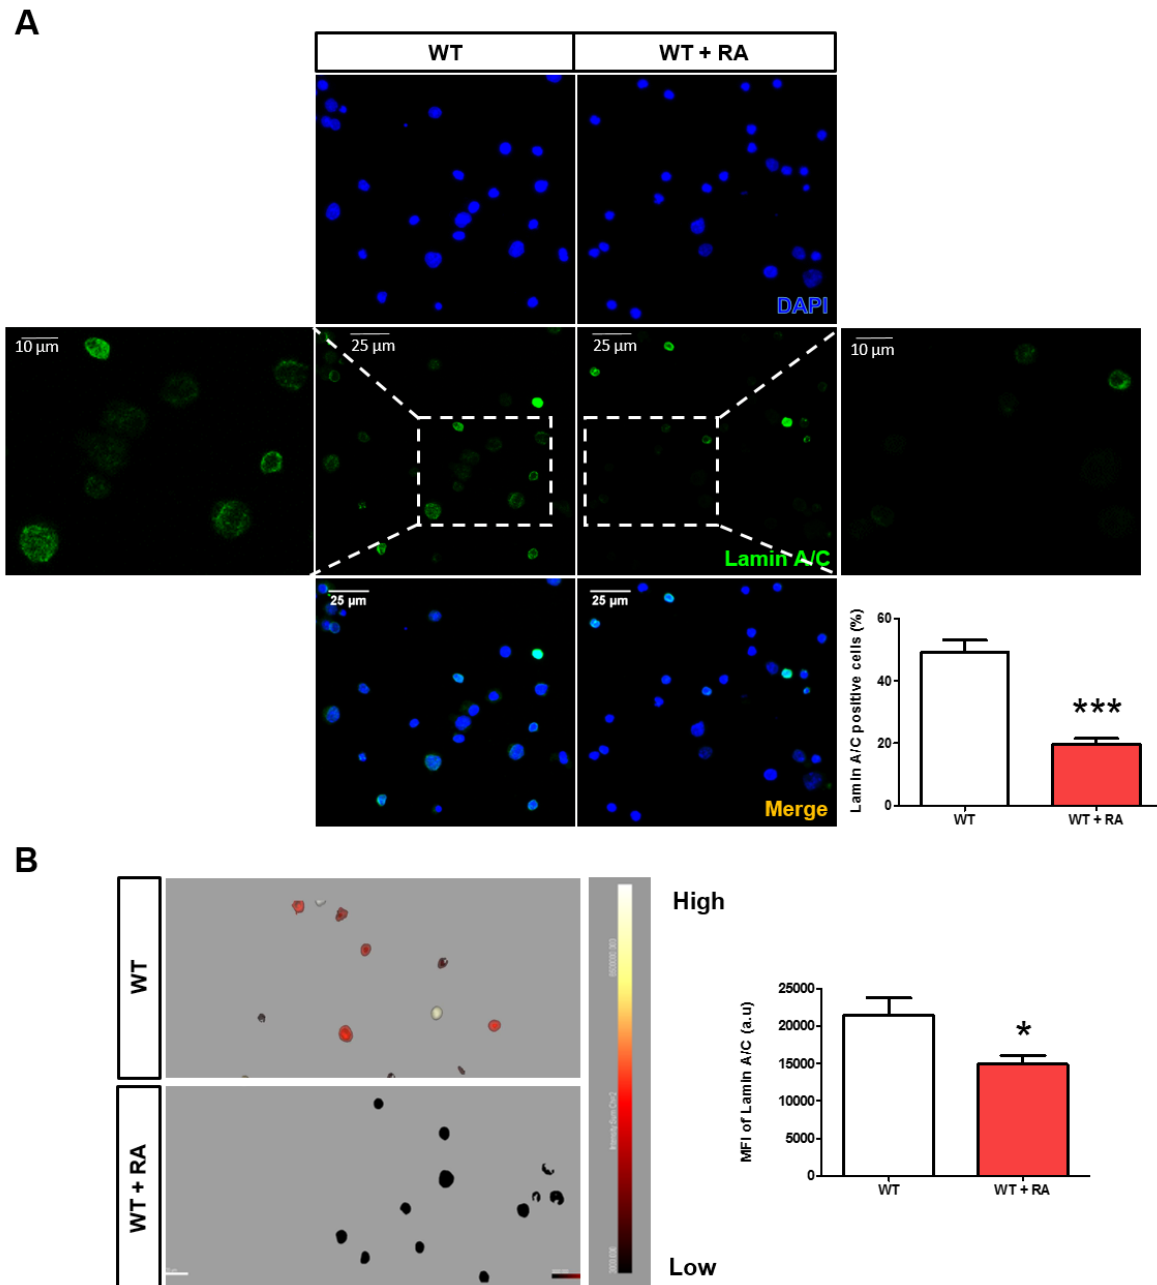 A
WT
WT + RA
DAPI
10 µm
25 µm
25 µm
10 µm
Lamin A/C
25 µm
25 µm
Merge
Lamin A/C positive cells (%)
60
40
20
0
***
WT
WT + RA
B
WT
WT + RA
High
Low
MFI of Lamin A/C (a.u)
25000
20000
15000
10000
5000
0
*
WT
WT + RA